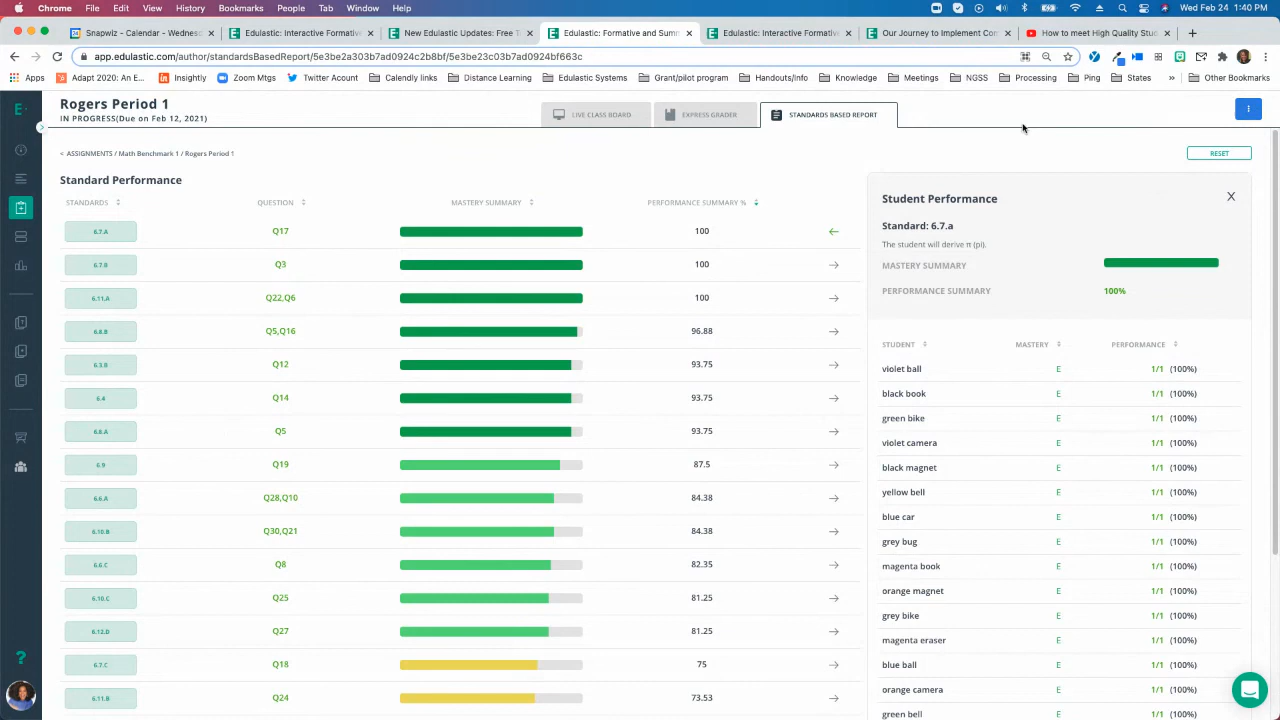 Chrome File Edit View History Bookmarks People Tab Window Help Wed Feb 24 1:40 PM
Snapwiz - Calendar - Wednesd × Edulastic: Interactive Formative × New Edulastic Updates: Free T × Edulastic: Formative and Summ × Edulastic: Interactive Formative × Our Journey to Implement Co × How to meet High Quality Stud × +
app.edulastic.com/author/standardsBasedReport/5e3be2a3d3b7ad0924c2b8bf/5e3be23c03b7ad0924bf663c
Apps Adapt 2020: An E... Insightly Zoom Mtgs Twitter Account Calendly links Distance Learning Edulastic Systems Grant/pilot propo... Handouts/Info Knowledge Meetings NGSS Processing Ping States » Other Bookmarks
E
Rogers Period 1
IN PROGRESS(Due on Feb 12, 2021)
LIVE CLASS BOARD
EXPRESS GRADER
STANDARDS BASED REPORT
< ASSIGNMENTS / Math Benchmark 1 / Rogers Period 1
RESET
Standard Performance
STANDARDS QUESTION MASTERY SUMMARY PERFORMANCE SUMMARY %
6.7.A Q17 100
6.7.B Q3 100
6.11.A Q22,Q6 100
6.8.B Q5,Q16 96.88
6.3.B Q12 93.75
6.4 Q14 93.75
6.8.A Q5 93.75
6.9 Q19 87.5
6.6.A Q28,Q10 84.38
6.10.B Q30,Q21 84.38
6.6.C Q8 82.35
6.10.C Q25 81.25
6.12.D Q27 81.25
6.7.C Q18 75
6.11.B Q24 73.53
Student Performance X
Standard: 6.7.a
The student will derive π (pi).
MASTERY SUMMARY
PERFORMANCE SUMMARY 100%
STUDENT MASTERY PERFORMANCE
violet ball E 1/1 (100%)
black book E 1/1 (100%)
green bike E 1/1 (100%)
violet camera E 1/1 (100%)
black magnet E 1/1 (100%)
yellow bell E 1/1 (100%)
blue car E 1/1 (100%)
grey bug E 1/1 (100%)
magenta book E 1/1 (100%)
orange magnet E 1/1 (100%)
grey bike E 1/1 (100%)
magenta eraser E 1/1 (100%)
blue ball E 1/1 (100%)
orange camera E 1/1 (100%)
green bell E 1/1 (100%)
?